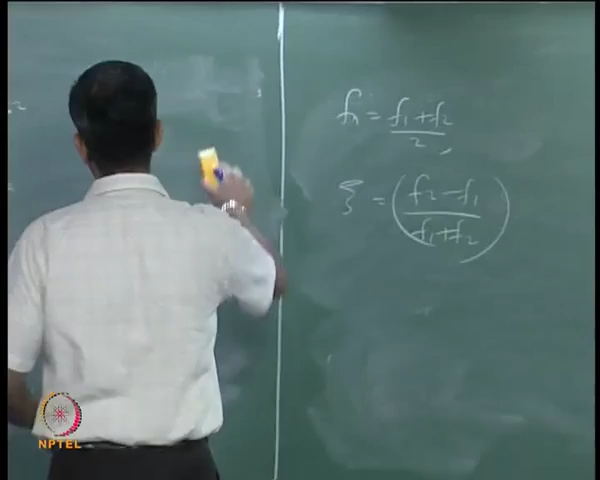 fn = f1 + f2 / 2,
ξ = (f2 - f1 / f1 + f2)
NPTEL